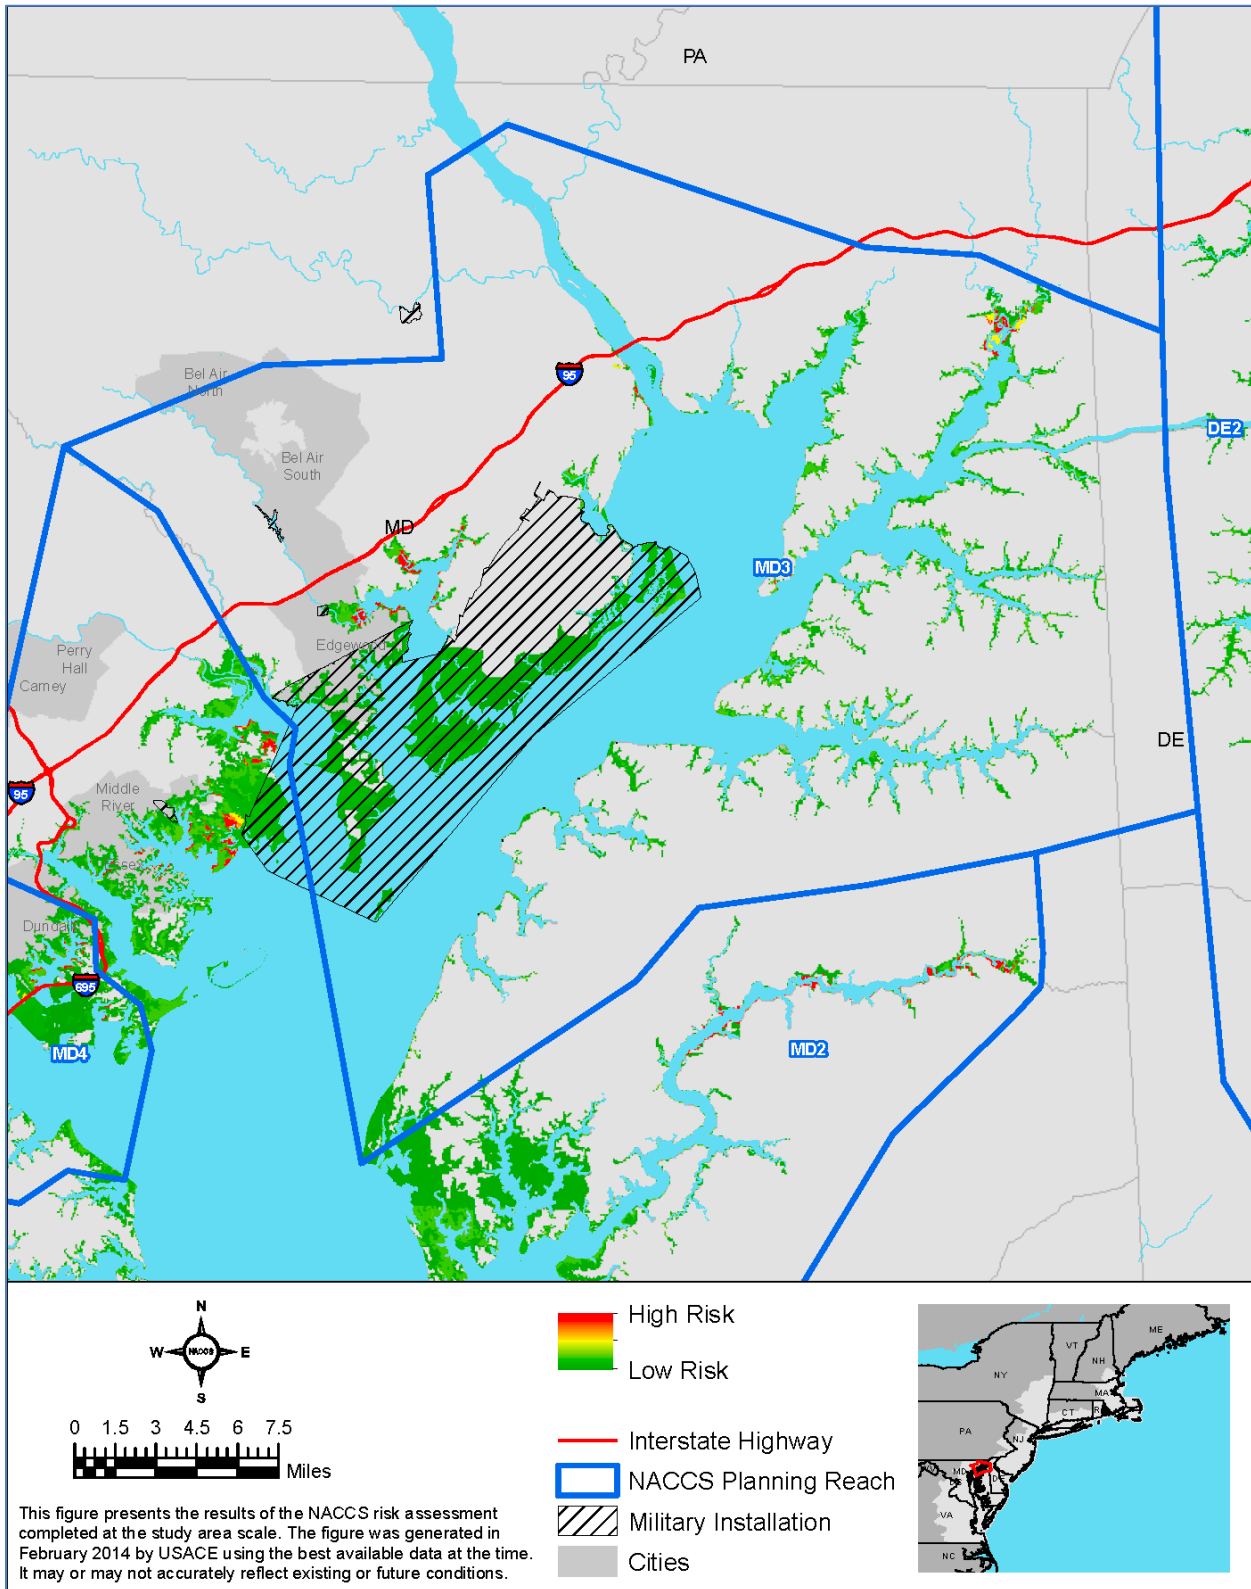 PA
Bel Air
North
Bel Air
South
95
DE2
MD
MD3
Edgewood
Perry
Hall
Carney
DE
Middle
River
95
Essex
Dundalk
695
MD4
MD2
N
W
NACCS
E
S
0 1.5 3 4.5 6 7.5
Miles
This figure presents the results of the NACCS risk assessment
completed at the study area scale. The figure was generated in
February 2014 by USACE using the best available data at the time.
It may or may not accurately reflect existing or future conditions.
High Risk
Low Risk
Interstate Highway
NACCS Planning Reach
Military Installation
Cities
ME
VT
NH
NY
MA
CT
PA
NJ
MD
VA
NC